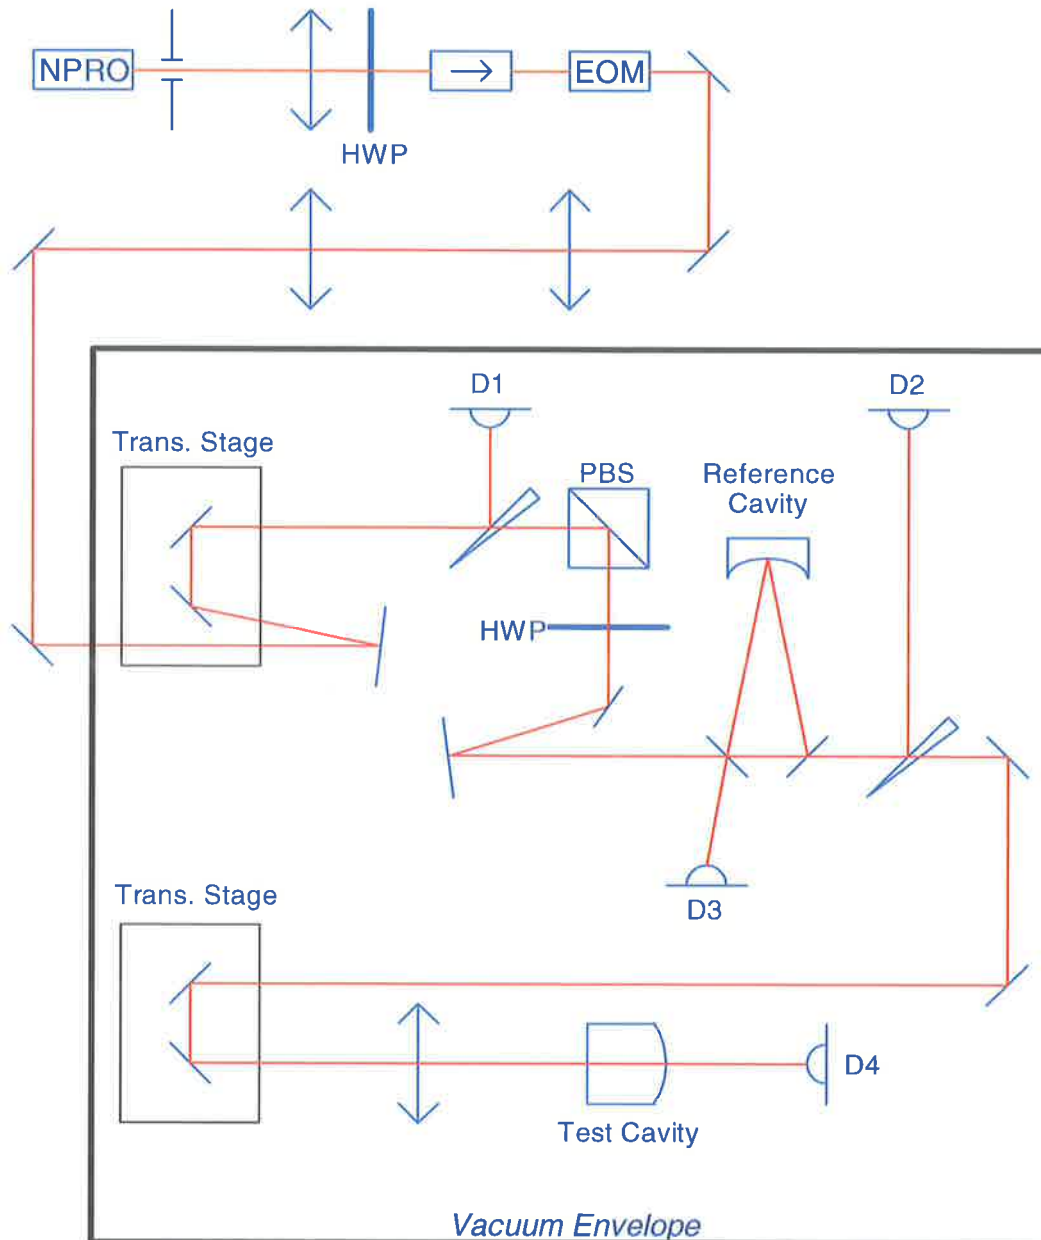 NPRO
EOM
HWP
D1
D2
Trans. Stage
PBS
Reference
Cavity
HWP
Trans. Stage
D3
D4
Test Cavity
Vacuum Envelope